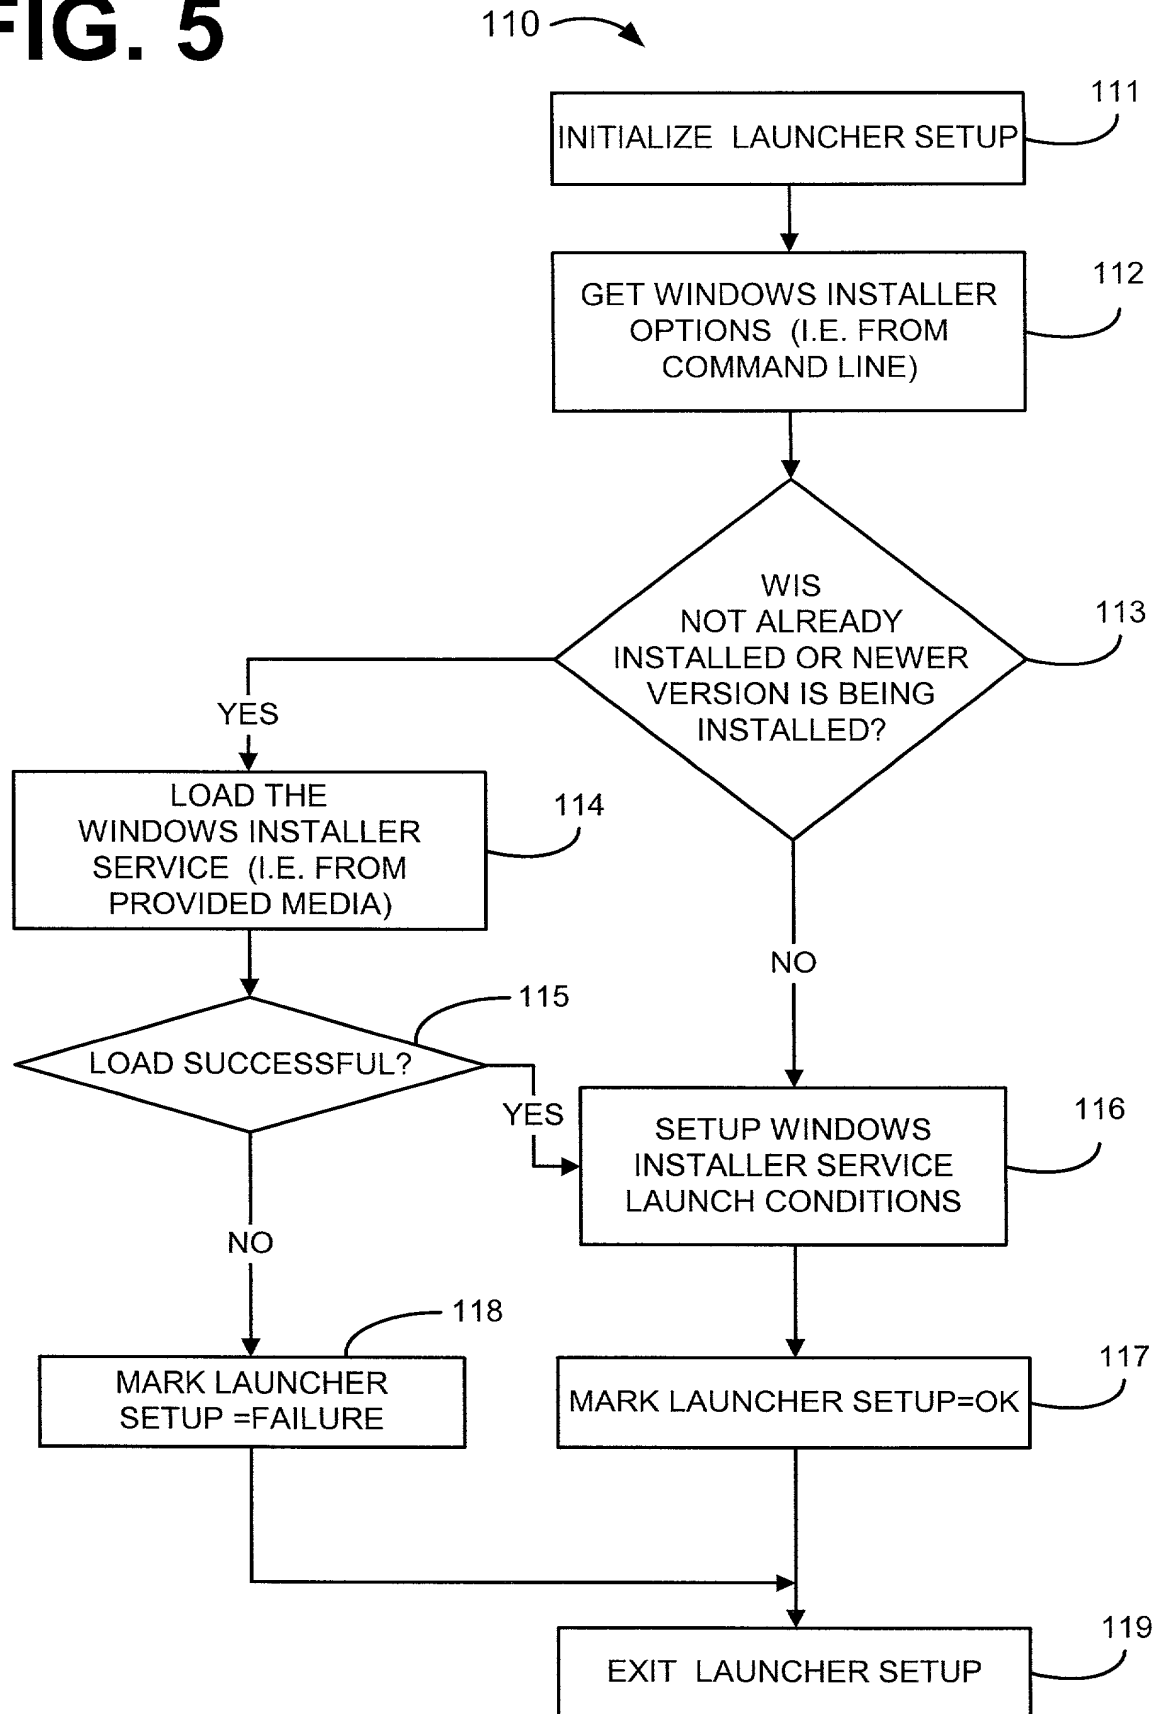 FIG. 5
110
111
INITIALIZE LAUNCHER SETUP
112
GET WINDOWS INSTALLER
OPTIONS (I.E. FROM
COMMAND LINE)
113
WIS
NOT ALREADY
INSTALLED OR NEWER
VERSION IS BEING
INSTALLED?
YES
114
LOAD THE
WINDOWS INSTALLER
SERVICE (I.E. FROM
PROVIDED MEDIA)
NO
115
LOAD SUCCESSFUL?
YES
116
SETUP WINDOWS
INSTALLER SERVICE
LAUNCH CONDITIONS
NO
118
MARK LAUNCHER
SETUP =FAILURE
117
MARK LAUNCHER SETUP=OK
119
EXIT LAUNCHER SETUP